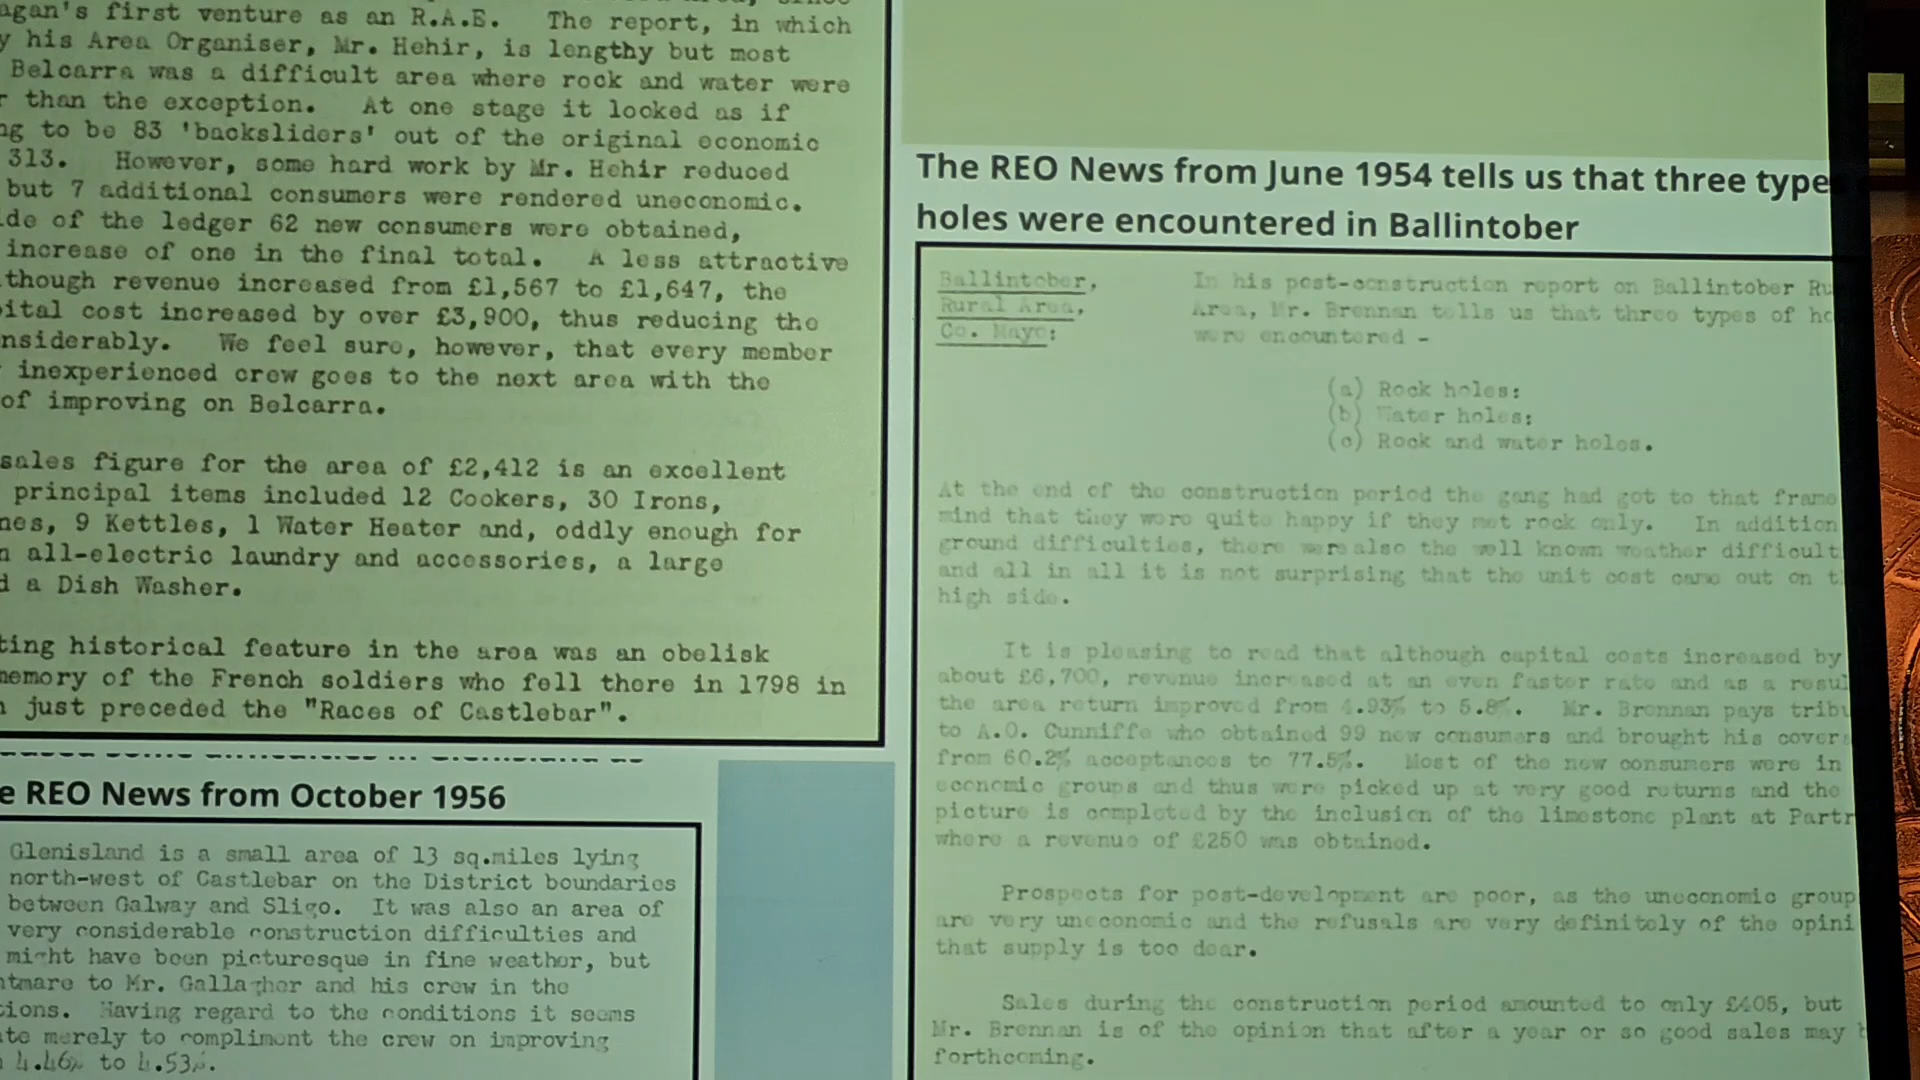 agan's first venture as an R.A.E. The report, in which
y his Area Organiser, Mr. Hehir, is lengthy but most
Belcarra was a difficult area where rock and water were
r than the exception. At one stage it looked as if
ng to be 83 'backsliders' out of the original economic
313. However, some hard work by Mr. Hehir reduced
but 7 additional consumers were rendered uneconomic.
de of the ledger 62 new consumers were obtained,
increase of one in the final total. A less attractive
though revenue increased from £1,567 to £1,647, the
ital cost increased by over £3,900, thus reducing the
nsiderably. We feel sure, however, that every member
inexperienced crew goes to the next area with the
of improving on Belcarra.
sales figure for the area of £2,412 is an excellent
principal items included 12 Cookers, 30 Irons,
nes, 9 Kettles, 1 Water Heater and, oddly enough for
n all-electric laundry and accessories, a large
d a Dish Washer.
ting historical feature in the area was an obelisk
memory of the French soldiers who fell there in 1798 in
n just preceded the "Races of Castlebar".
e REO News from October 1956
Glenisland is a small area of 13 sq.miles lying
north-west of Castlebar on the District boundaries
between Galway and Sligo. It was also an area of
very considerable construction difficulties and
might have been picturesque in fine weather, but
tmare to Mr. Gallagher and his crew in the
tions. Having regard to the conditions it seems
te merely to compliment the crew on improving
4.46% to 4.53%.
The REO News from June 1954 tells us that three type
holes were encountered in Ballintober
Ballintober,
Rural Area,
Co. Mayo:
In his post-construction report on Ballintober Ru
Area, Mr. Brennan tells us that three types of ho
were encountered -
(a) Rock holes:
(b) Water holes;
(c) Rock and water holes.
At the end of the construction period the gang had got to that frame
mind that they were quite happy if they met rock only. In addition
ground difficulties, there were also the well known weather difficult
and all in all it is not surprising that the unit cost came out on t
high side.
It is pleasing to read that although capital costs increased by
about £6,700, revenue increased at an even faster rate and as a resul
the area return improved from 4.93% to 5.8%. Mr. Brennan pays tribu
to A.O. Cunniffe who obtained 99 new consumers and brought his cover
from 60.2% acceptances to 77.5%. Most of the new consumers were in
economic groups and thus were picked up at very good returns and the
picture is completed by the inclusion of the limestone plant at Partr
where a revenue of £250 was obtained.
Prospects for post-development are poor, as the uneconomic group
are very uneconomic and the refusals are very definitely of the opini
that supply is too dear.
Sales during the construction period amounted to only £405, but
Mr. Brennan is of the opinion that after a year or so good sales may b
forthcoming.